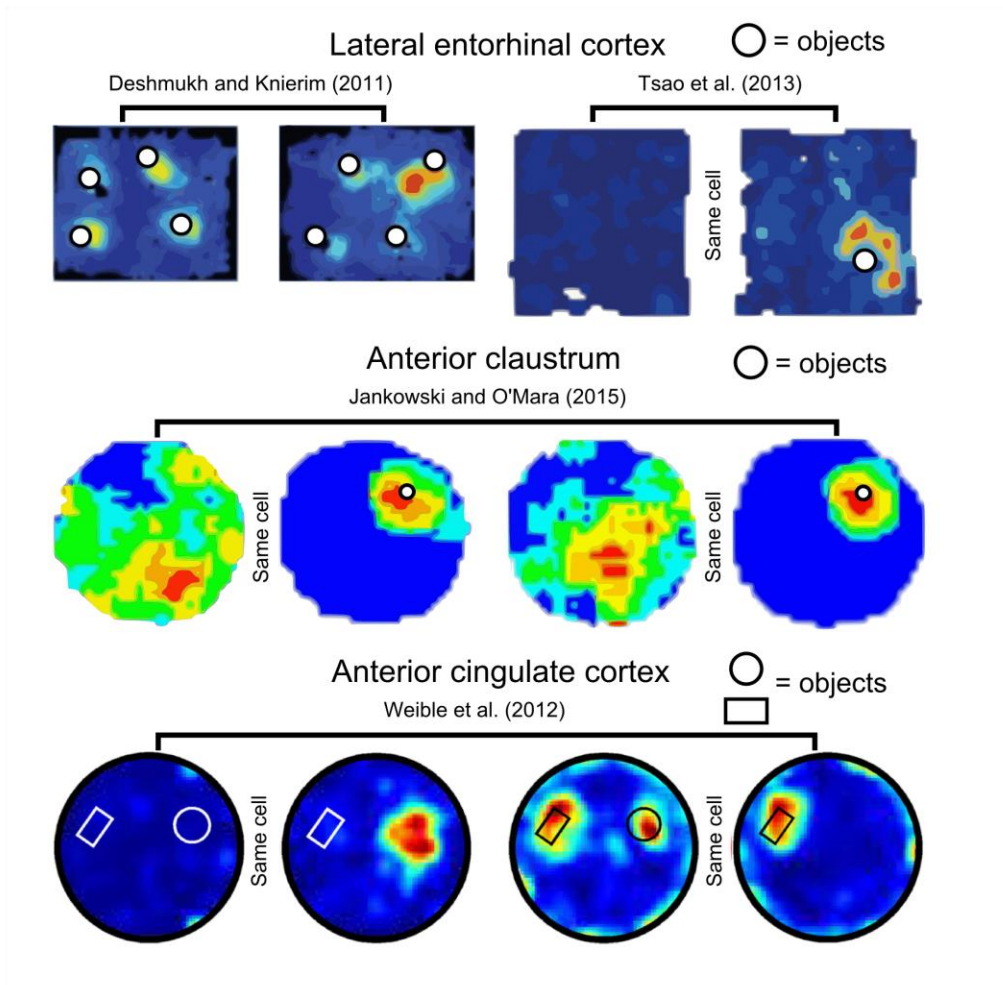 Lateral entorhinal cortex
= objects
Deshmukh and Knierim (2011)
Tsao et al. (2013)
Same cell
Anterior claustrum
= objects
Jankowski and O'Mara (2015)
Same cell
Same cell
Anterior cingulate cortex
= objects
Weible et al. (2012)
Same cell
Same cell